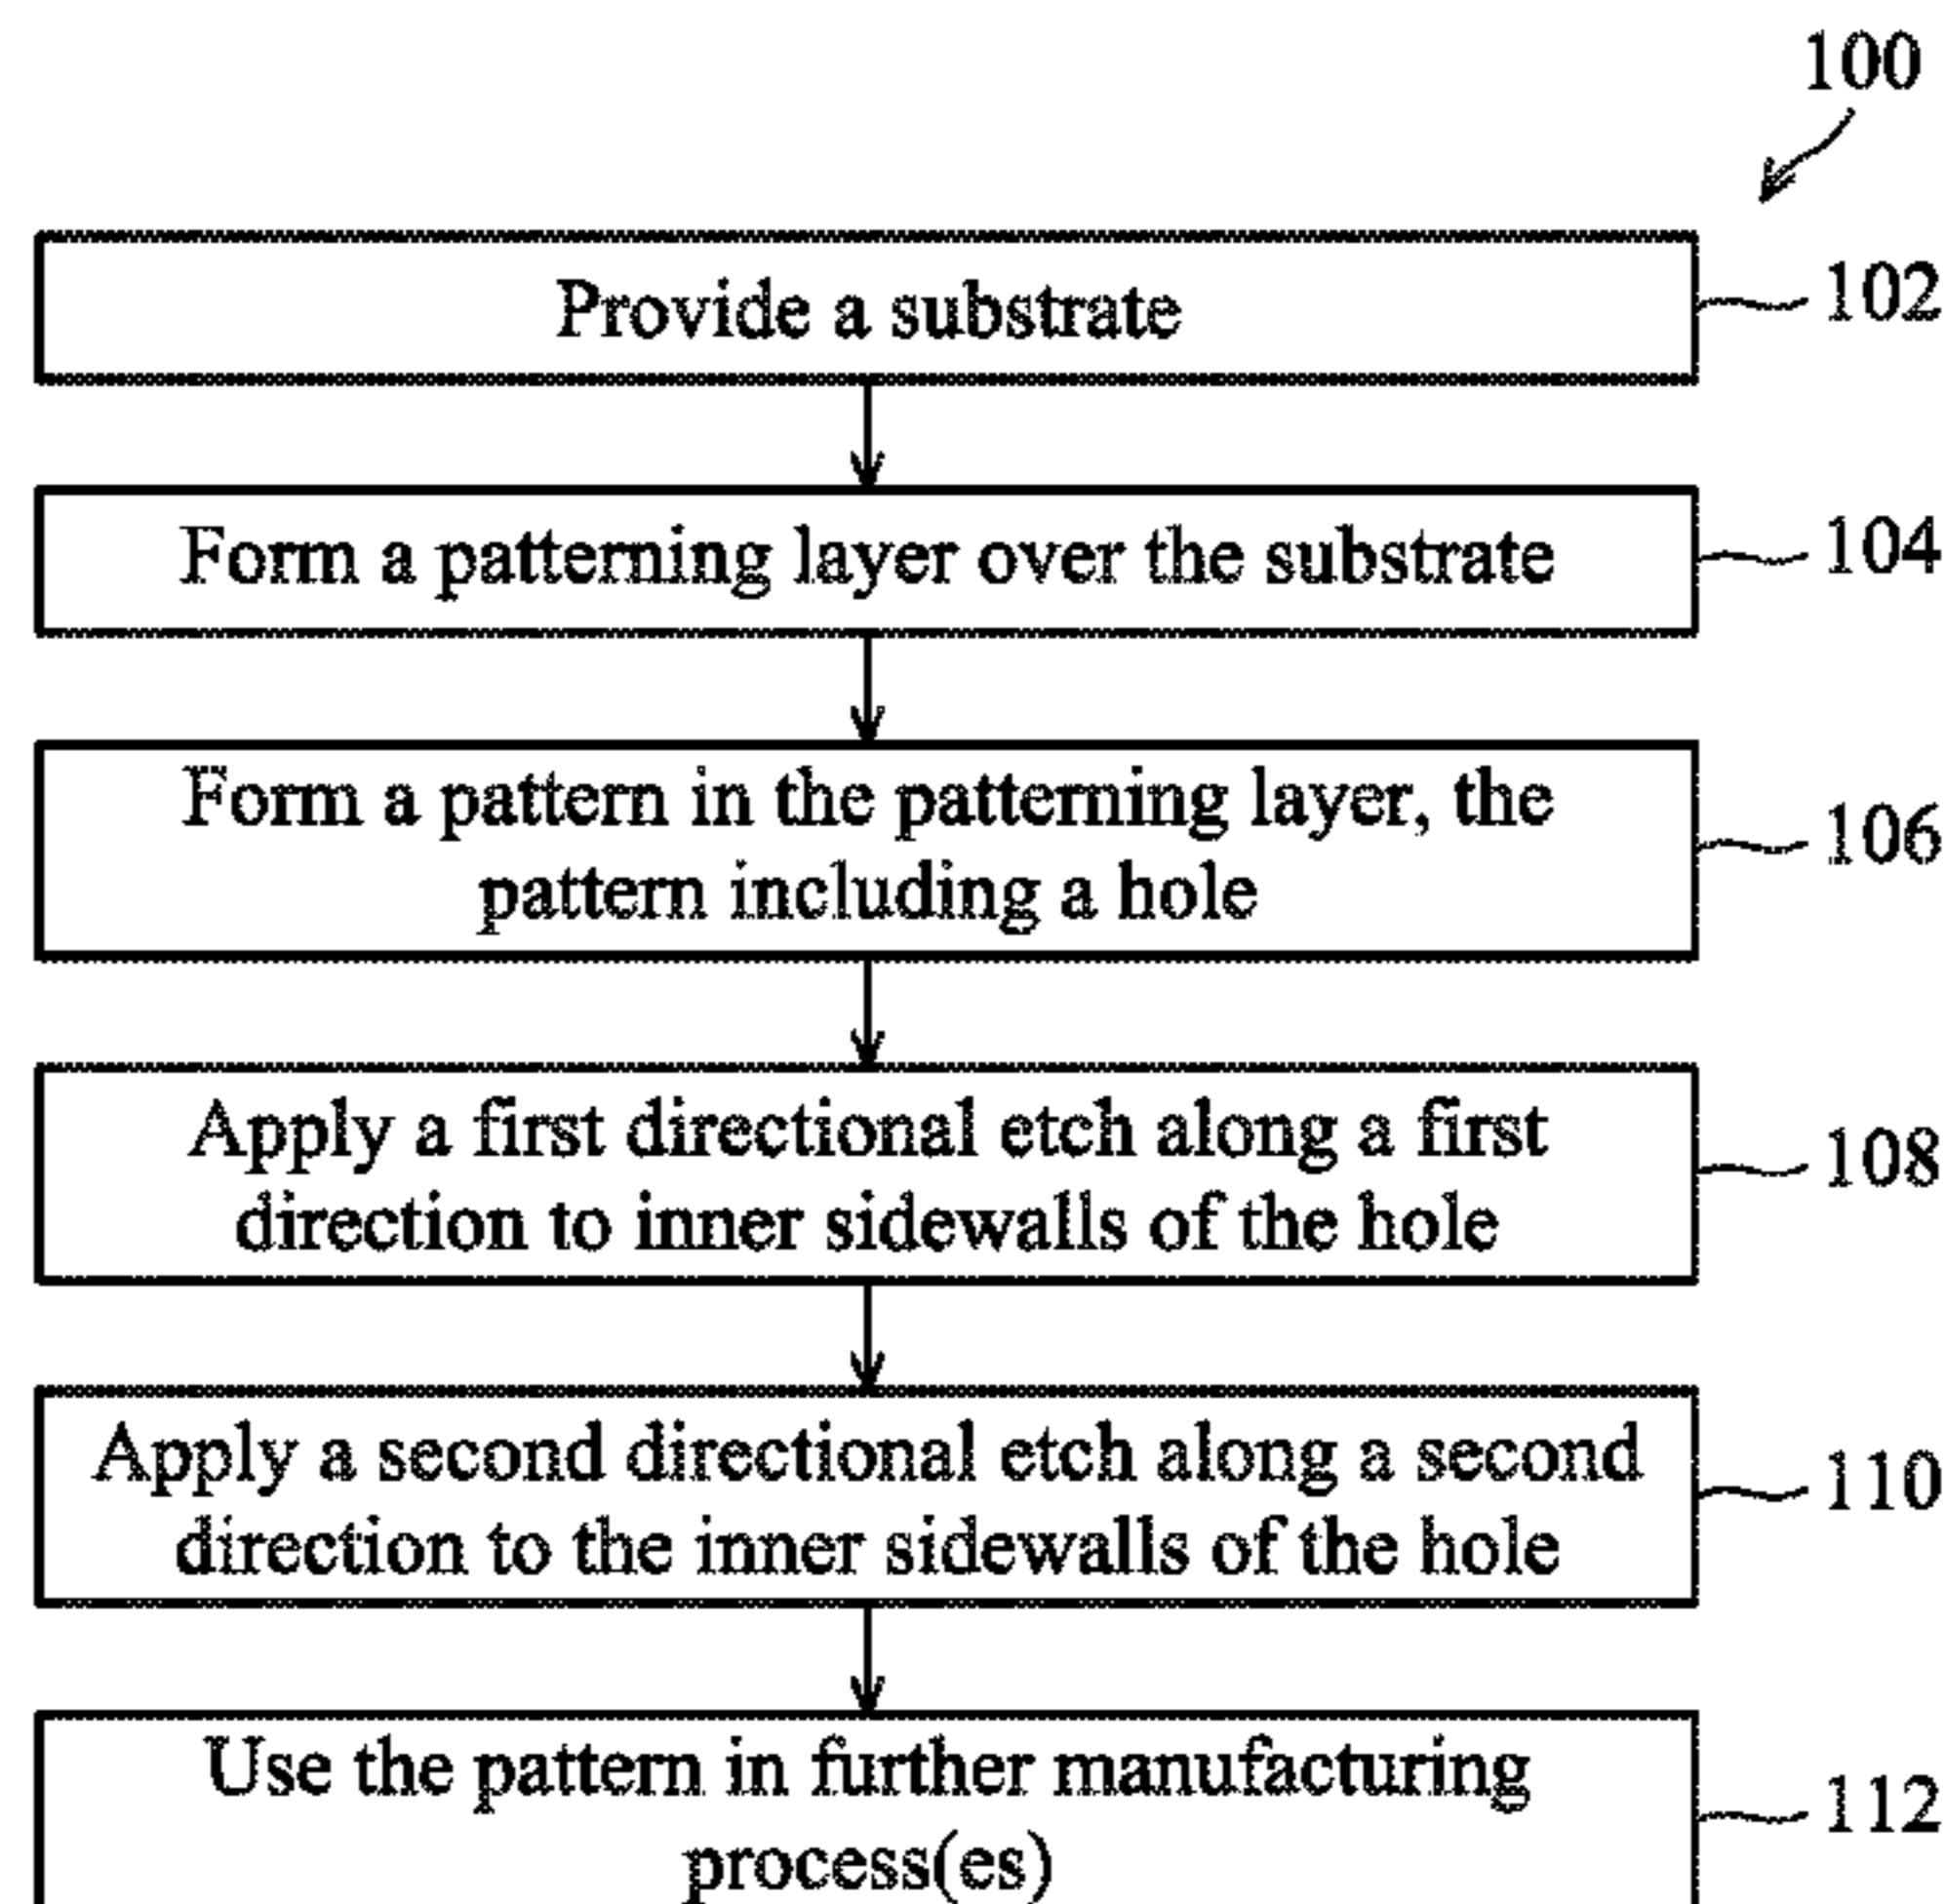 100
Provide a substrate
102
Form a patterning layer over the substrate
104
Form a pattern in the patterning layer, the
pattern including a hole
106
Apply a first directional etch along a first
direction to inner sidewalls of the hole
108
Apply a second directional etch along a second
direction to the inner sidewalls of the hole
110
Use the pattern in further manufacturing
process(es)
112